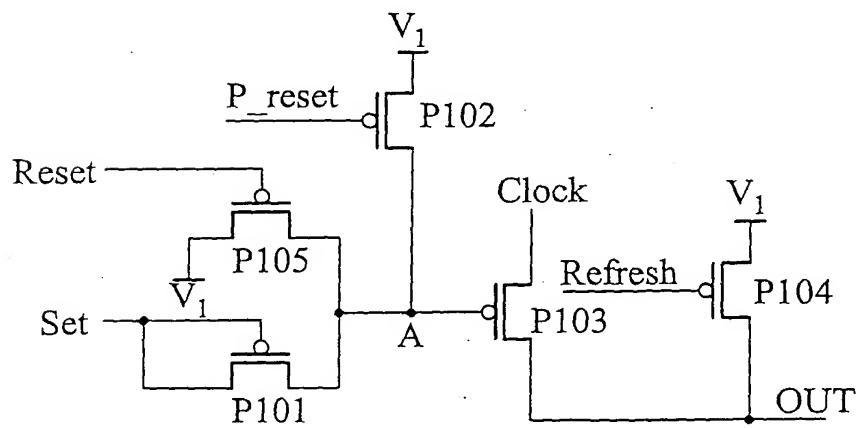 V1
P_reset
P102
Reset
Clock
V1
P105
Refresh
P104
V1
Set
A
P103
P101
OUT